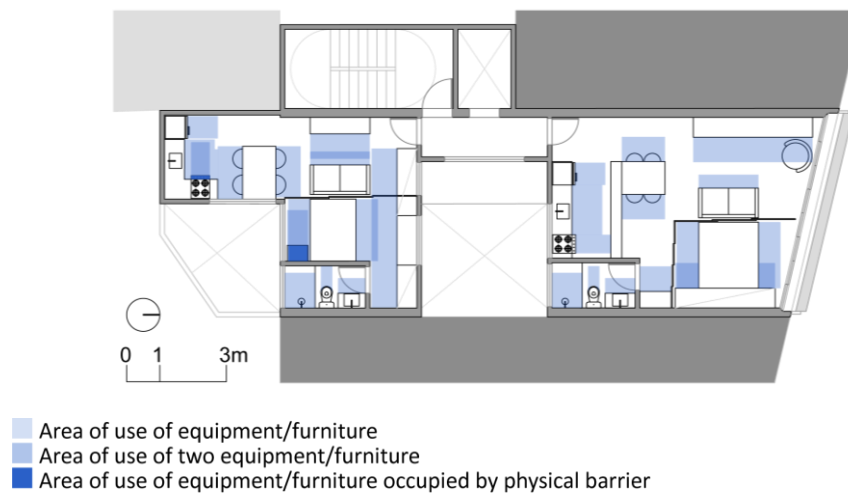 0 1 3m
Area of use of equipment/furniture
Area of use of two equipment/furniture
Area of use of equipment/furniture occupied by physical barrier